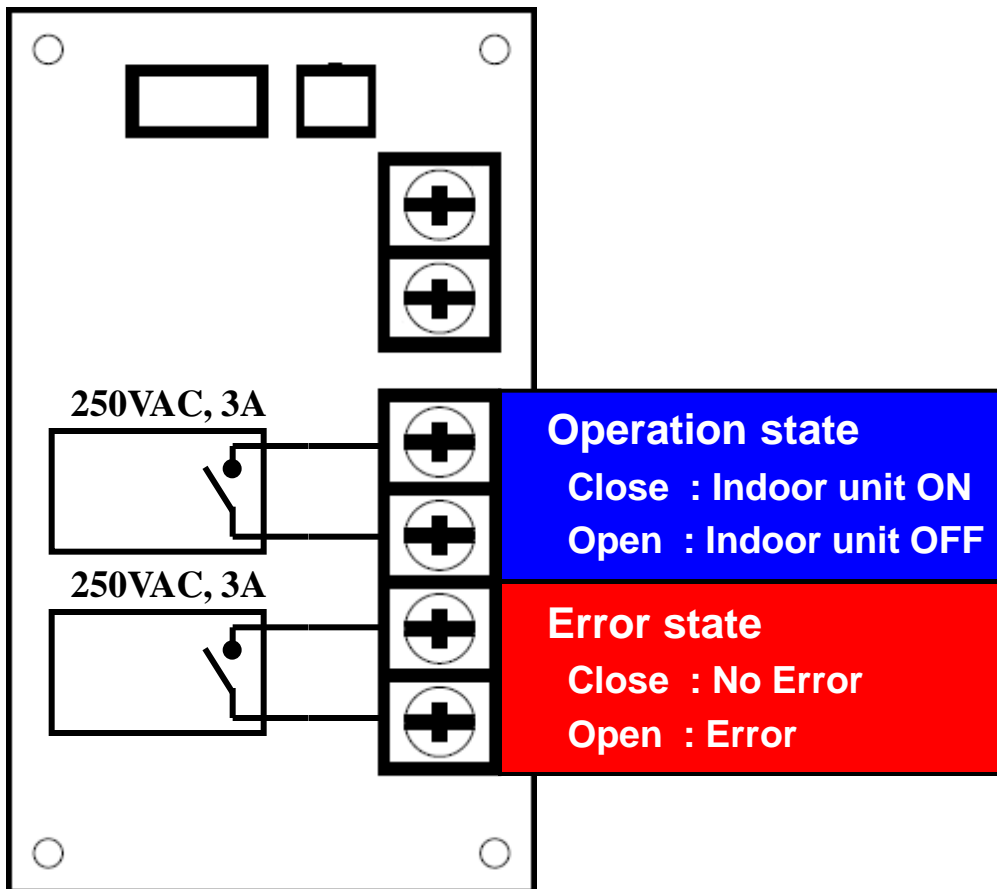 250VAC, 3A
Operation state
Close : Indoor unit ON
Open : Indoor unit OFF
250VAC, 3A
Error state
Close : No Error
Open : Error